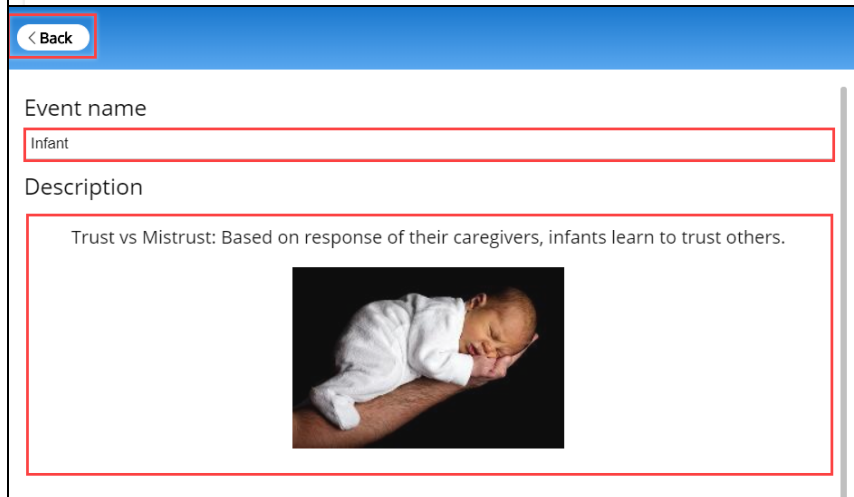 Back
Event name
Infant
Description
Trust vs Mistrust: Based on response of their caregivers, infants learn to trust others.